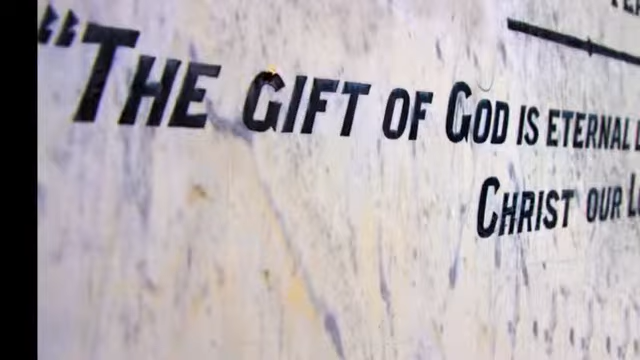 “THE GIFT OF GOD IS ETERNAL
CHRIST OUR